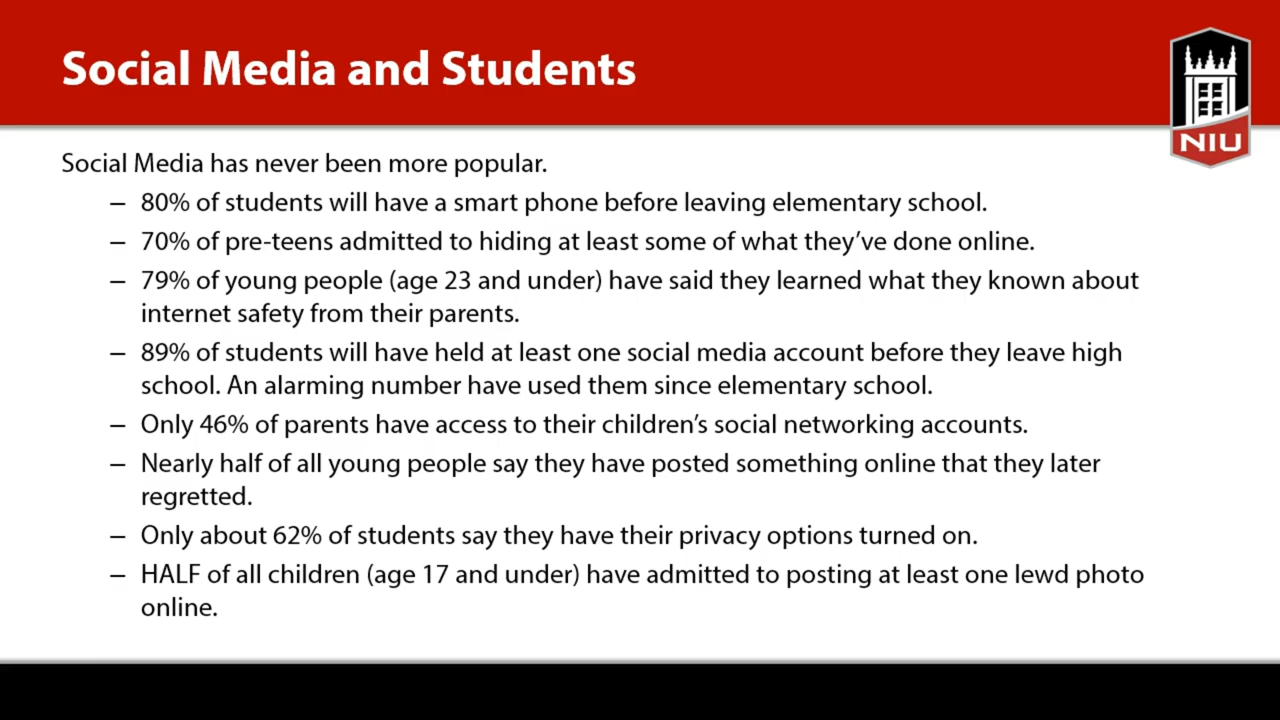 Social Media and Students
NIU
Social Media has never been more popular.
– 80% of students will have a smart phone before leaving elementary school.
– 70% of pre-teens admitted to hiding at least some of what they’ve done online.
– 79% of young people (age 23 and under) have said they learned what they known about
internet safety from their parents.
– 89% of students will have held at least one social media account before they leave high
school. An alarming number have used them since elementary school.
– Only 46% of parents have access to their children’s social networking accounts.
– Nearly half of all young people say they have posted something online that they later
regretted.
– Only about 62% of students say they have their privacy options turned on.
– HALF of all children (age 17 and under) have admitted to posting at least one lewd photo
online.